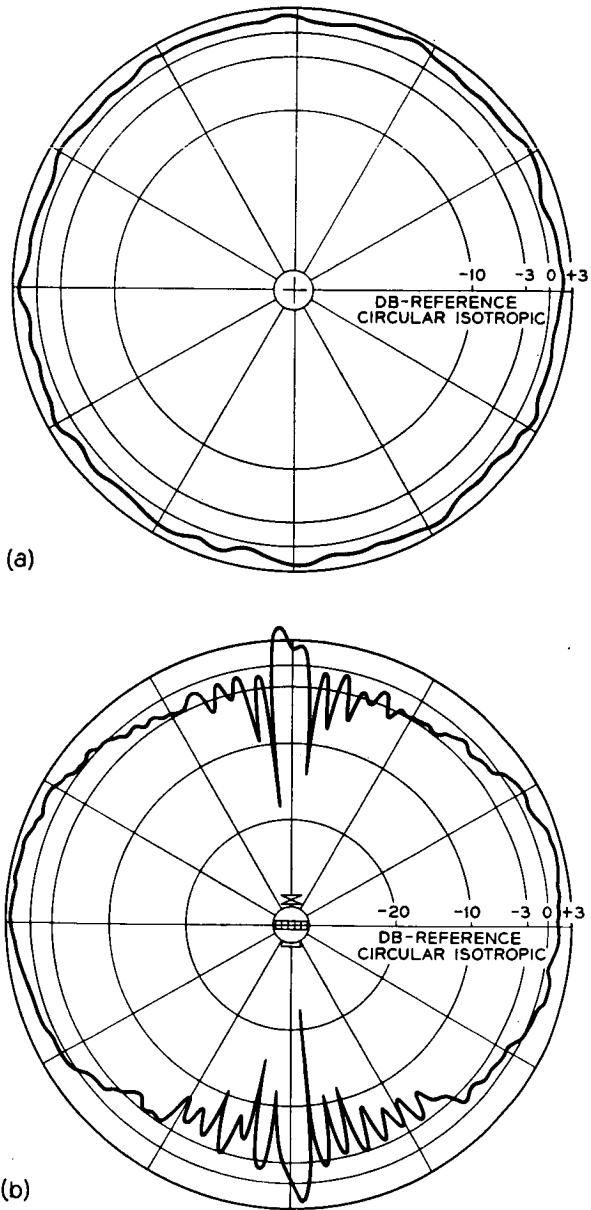 -10 -3 0 +3
DB-REFERENCE
CIRCULAR ISOTROPIC
(a)
-20 -10 -3 0 +3
DB-REFERENCE
CIRCULAR ISOTROPIC
(b)